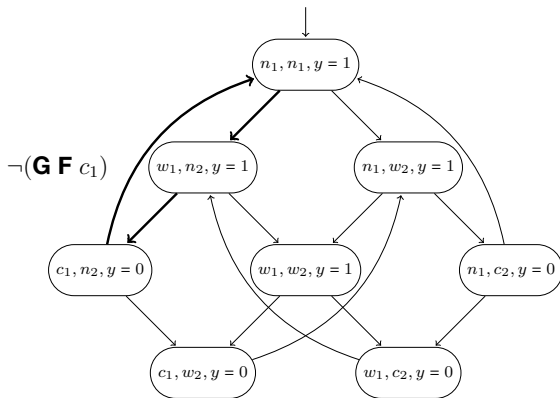 n₁, n₁, y = 1
¬(G F c₁)
w₁, n₂, y = 1
n₁, w₂, y = 1
c₁, n₂, y = 0
w₁, w₂, y = 1
n₁, c₂, y = 0
c₁, w₂, y = 0
w₁, c₂, y = 0